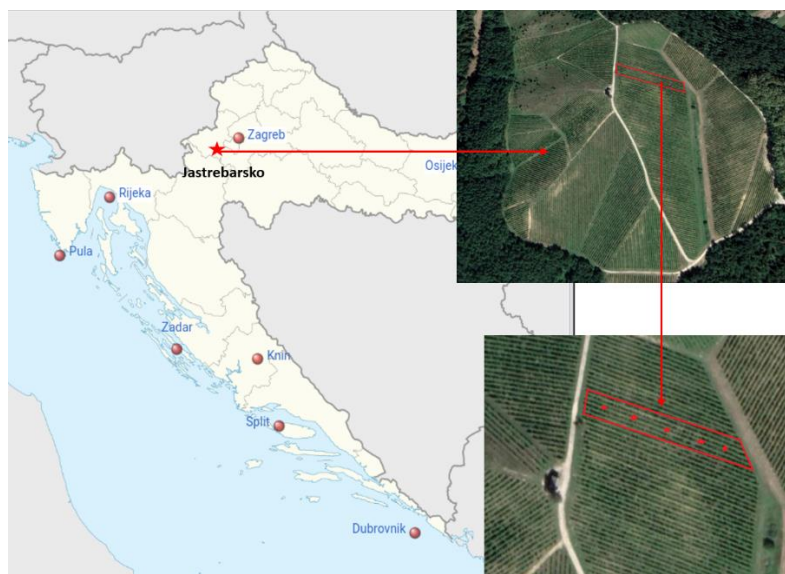 Zagreb
Jastrebarsko
Osijek
Rijeka
Pula
Zadar
Knin
Split
Dubrovnik